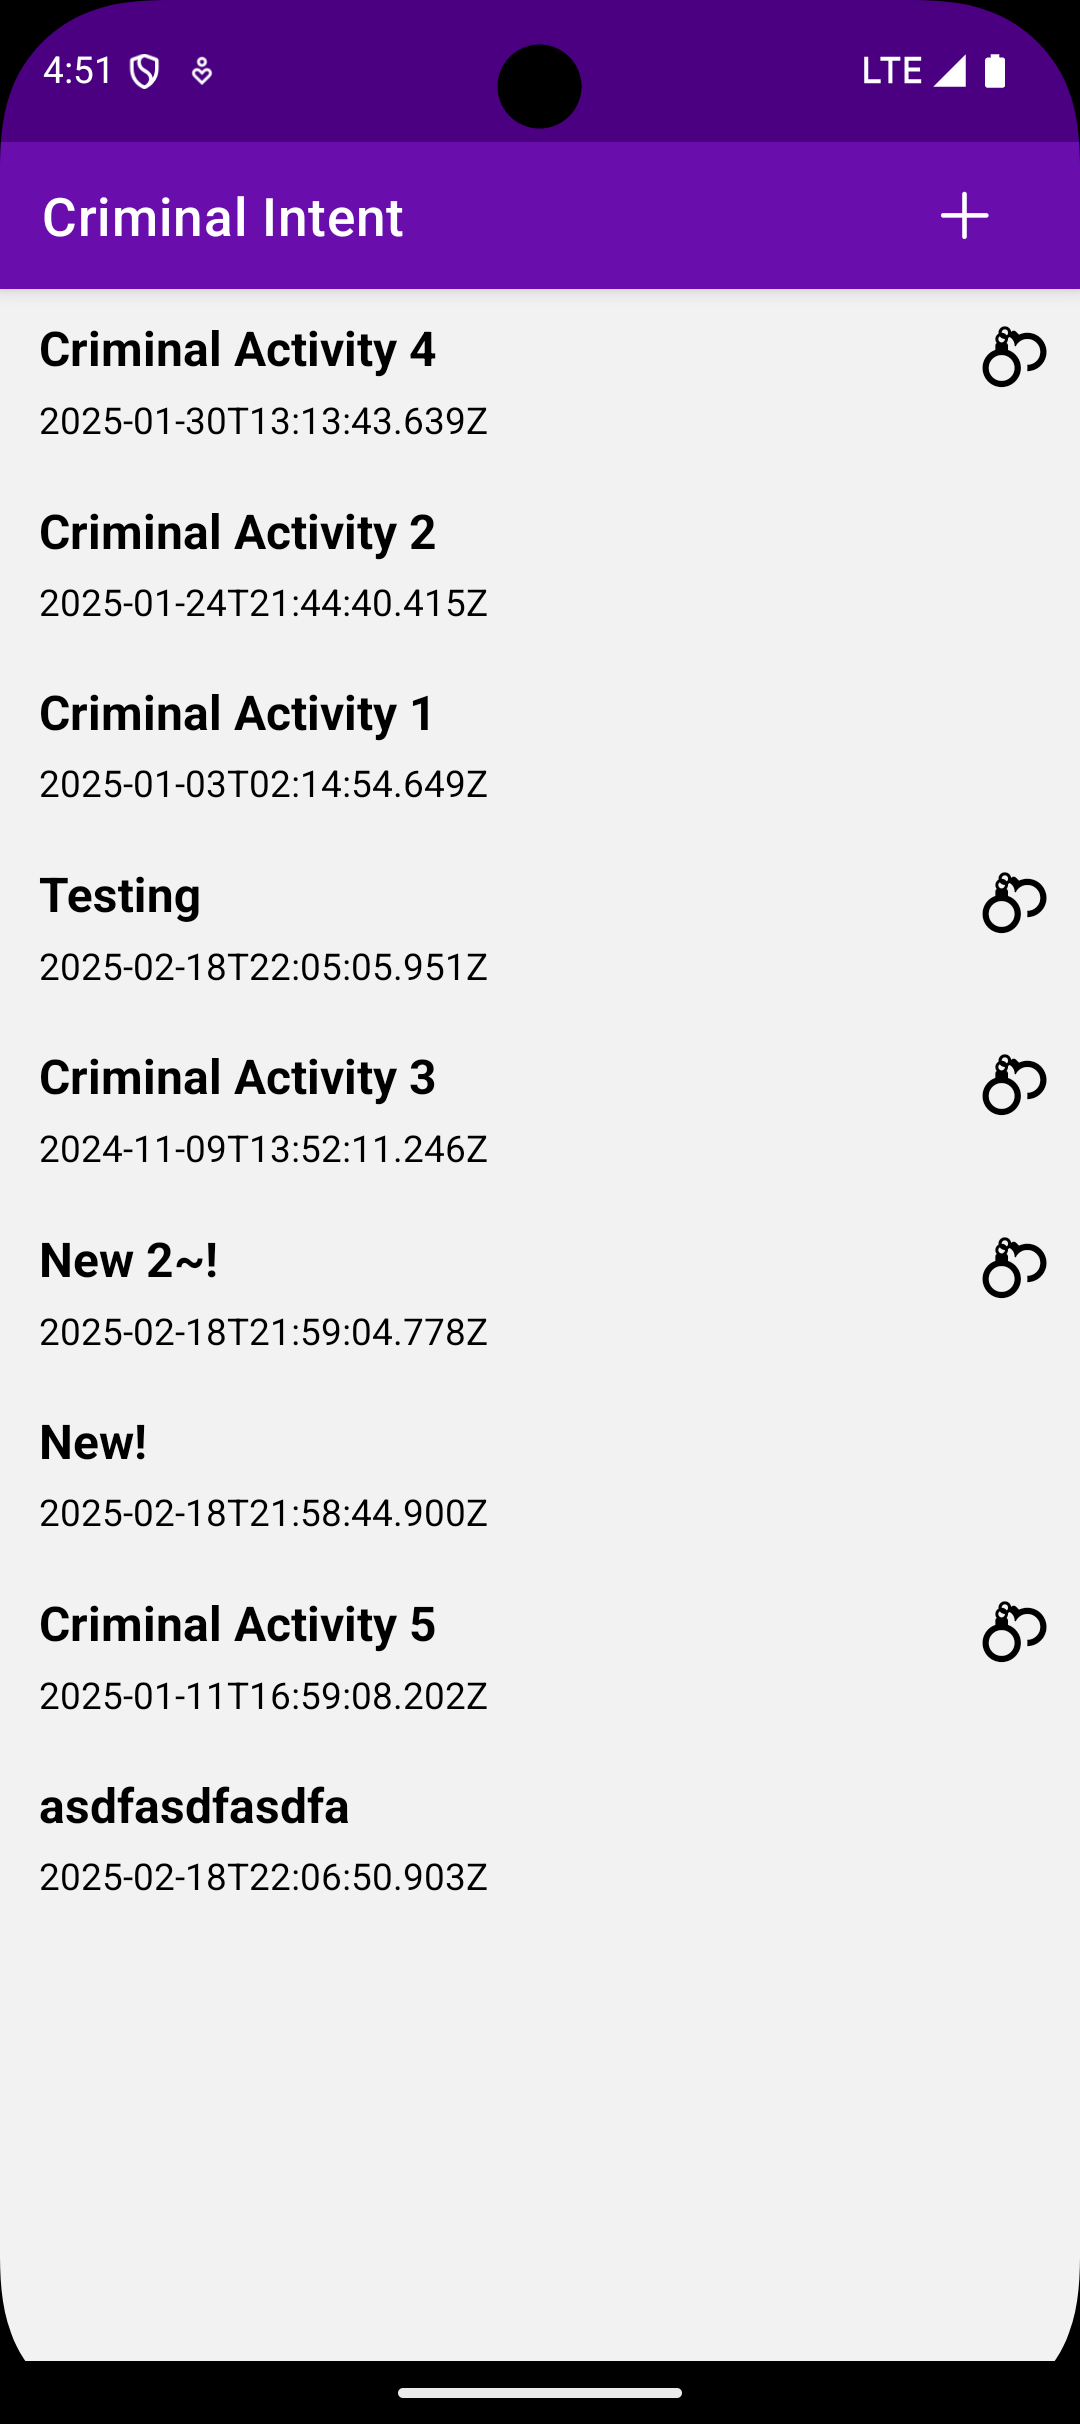 4:51
LTE
Criminal Intent
Criminal Activity 4
2025-01-30T13:13:43.639Z
Criminal Activity 2
2025-01-24T21:44:40.415Z
Criminal Activity 1
2025-01-03T02:14:54.649Z
Testing
2025-02-18T22:05:05.951Z
Criminal Activity 3
2024-11-09T13:52:11.246Z
New 2~!
2025-02-18T21:59:04.778Z
New!
2025-02-18T21:58:44.900Z
Criminal Activity 5
2025-01-11T16:59:08.202Z
asdfasdfasdfa
2025-02-18T22:06:50.903Z